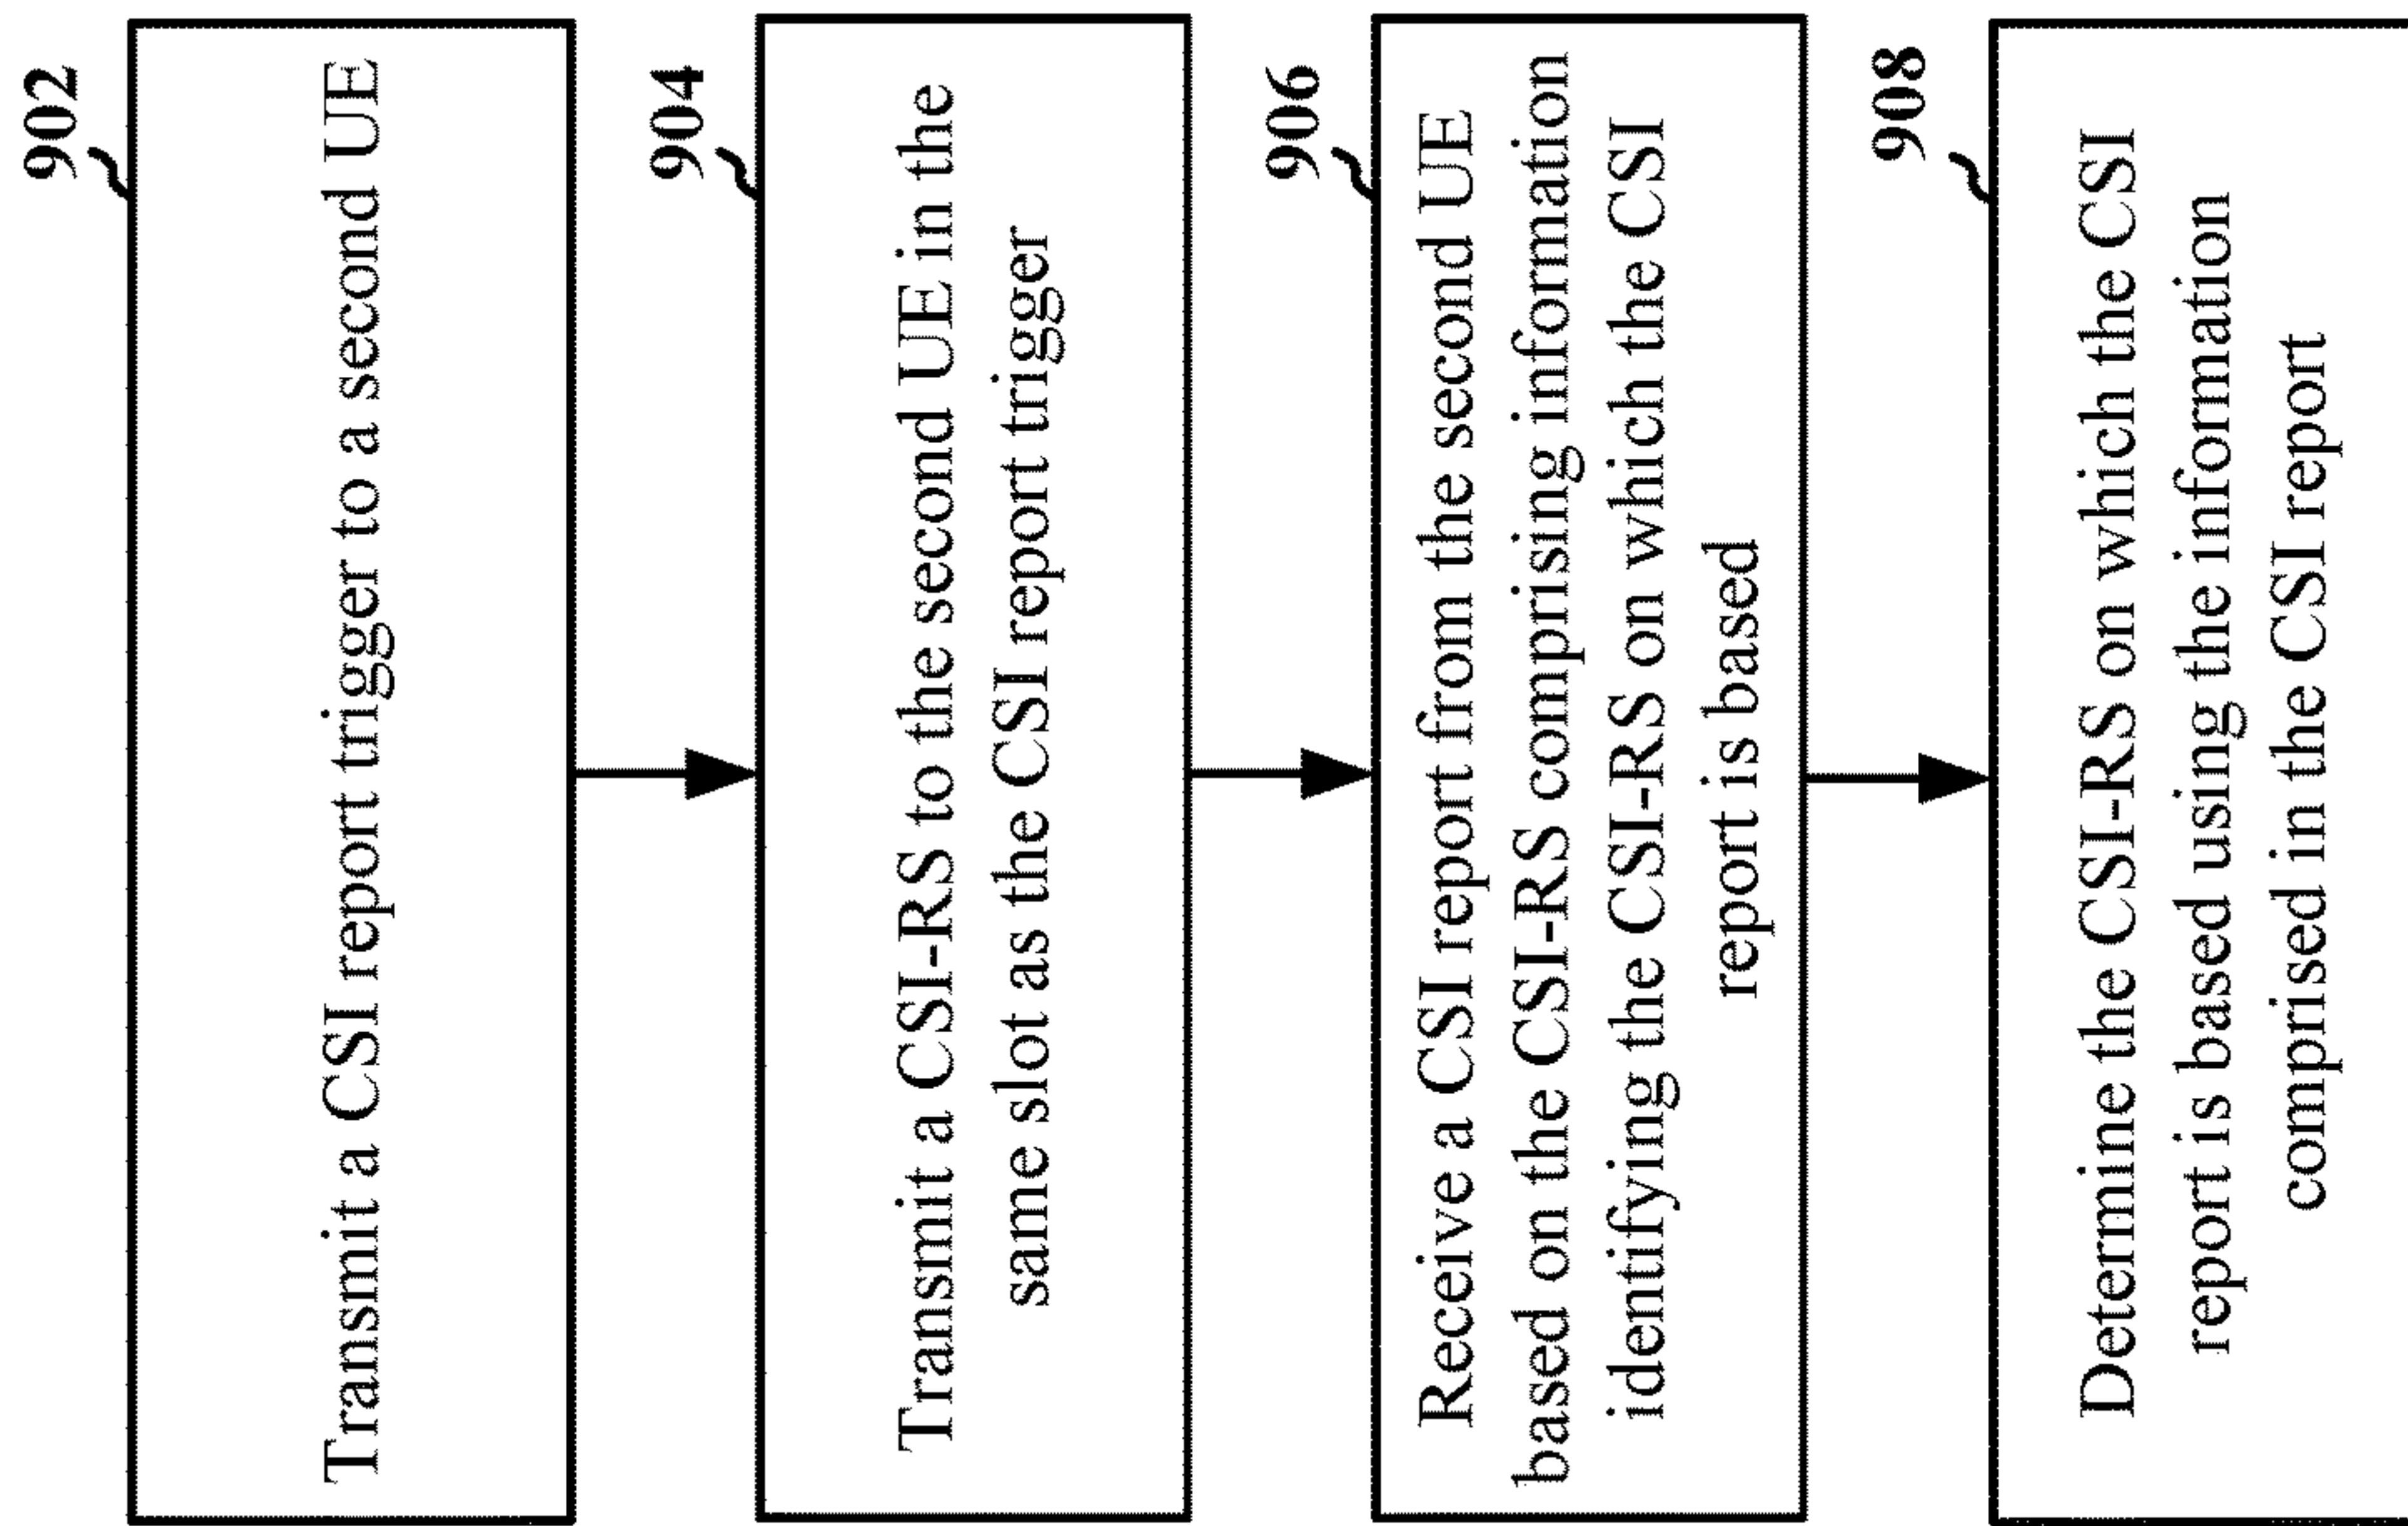 902
Transmit a CSI report trigger to a second UE
904
Transmit a CSI-RS to the second UE in the
same slot as the CSI report trigger
906
Receive a CSI report from the second UE
based on the CSI-RS comprising information
identifying the CSI-RS on which the CSI
report is based
908
Determine the CSI-RS on which the CSI
report is based using the information
comprised in the CSI report